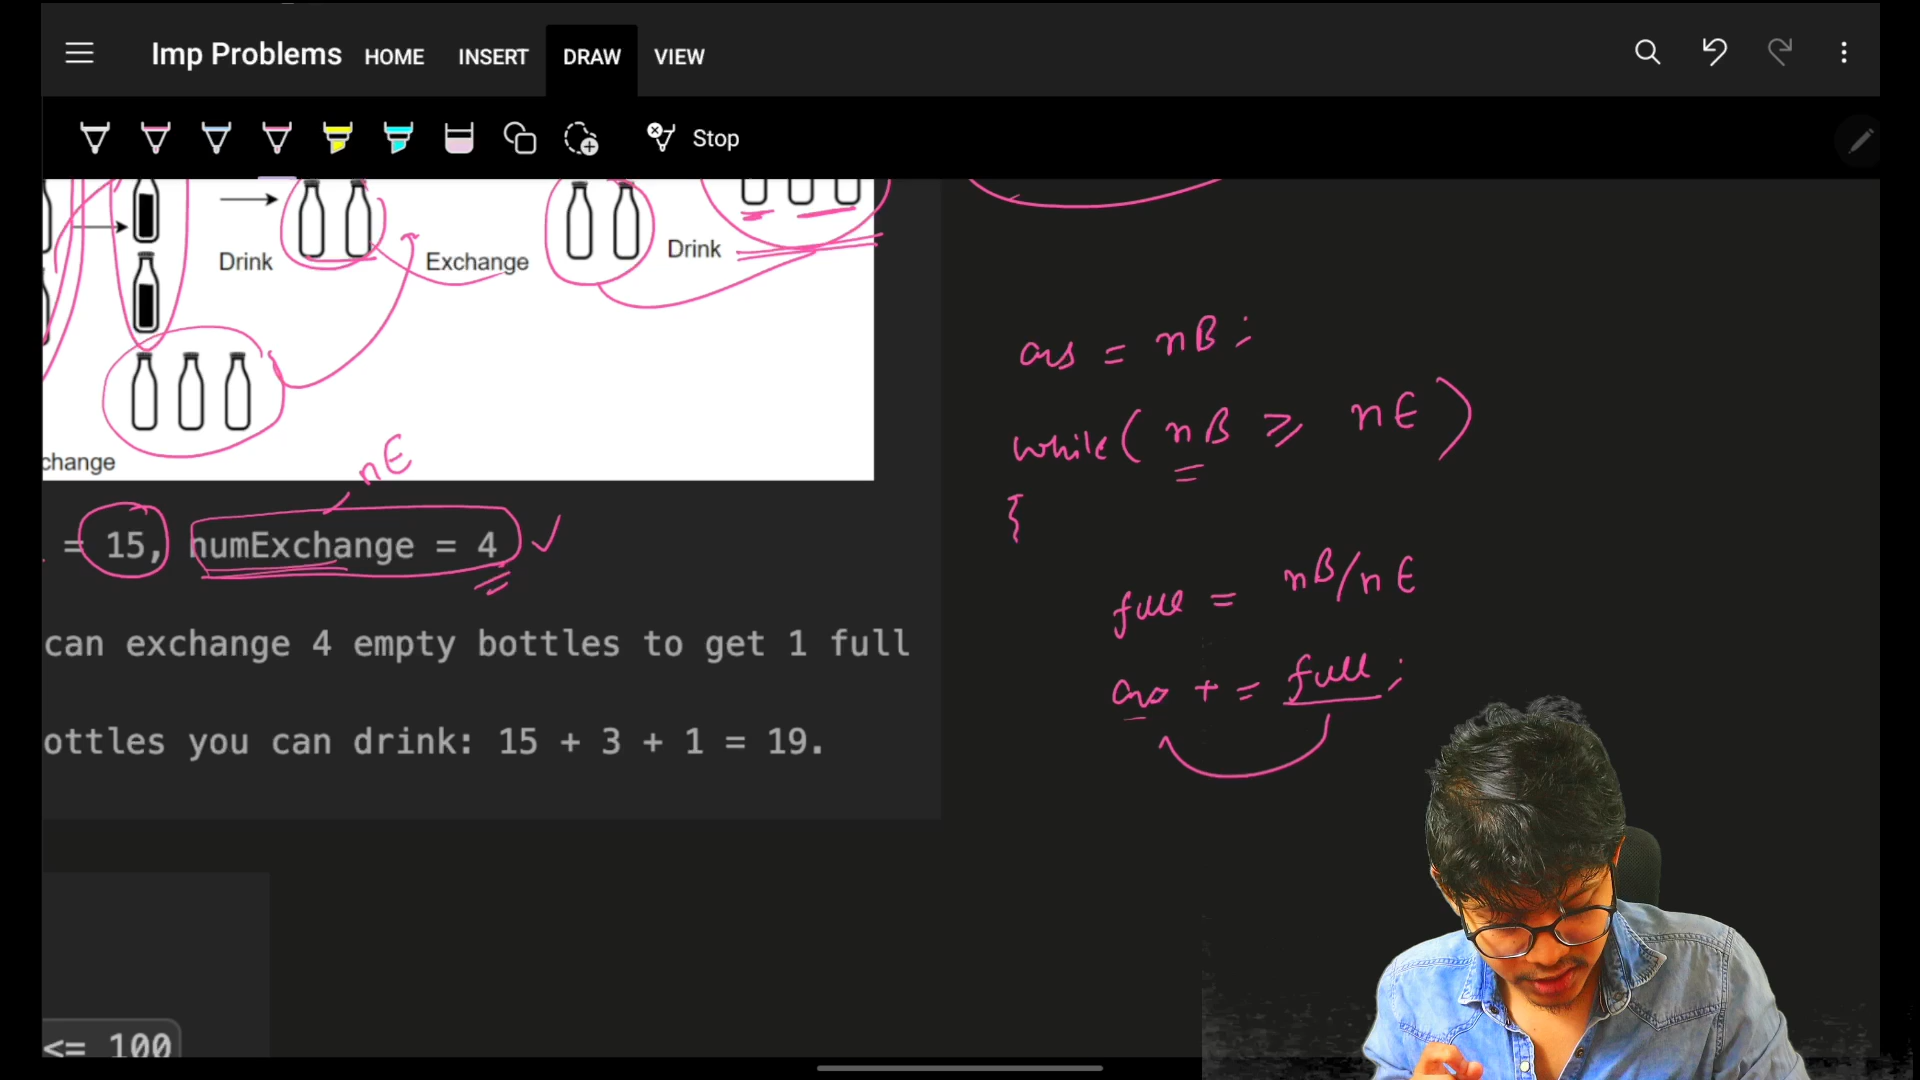 Imp Problems HOME INSERT DRAW VIEW
Stop
Drink
Exchange
Drink
change
nE
= 15, numExchange = 4
can exchange 4 empty bottles to get 1 full
ottles you can drink: 15 + 3 + 1 = 19.
<= 100
ans = nB;
while( nB >= nE )
{
full = nB/nE
ans += full;